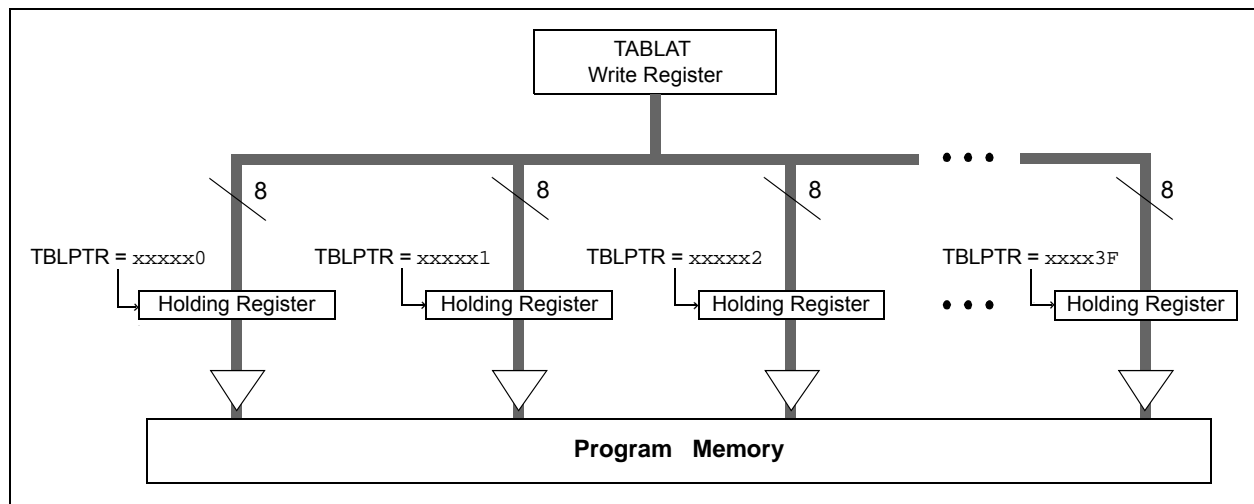 TABLAT
Write Register
8 8 8 8
TBLPTR = xxxxx0 TBLPTR = xxxxx1 TBLPTR = xxxxx2 TBLPTR = xxxx3F
Holding Register Holding Register Holding Register Holding Register
Program Memory